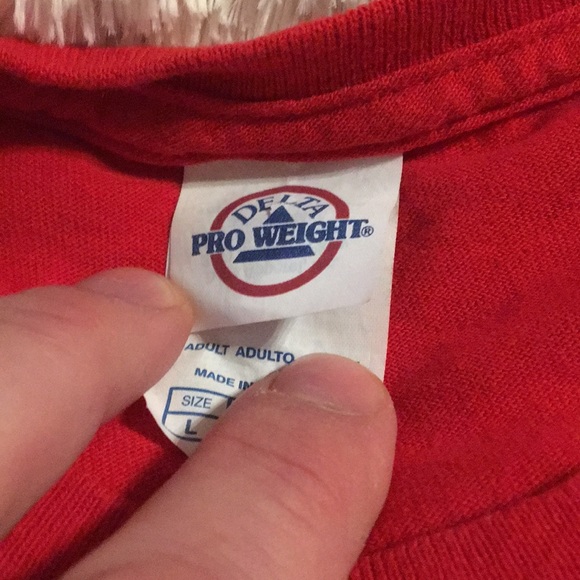 DELTA
PRO WEIGHT®
ADULT ADULTO
MADE IN
SIZE
L